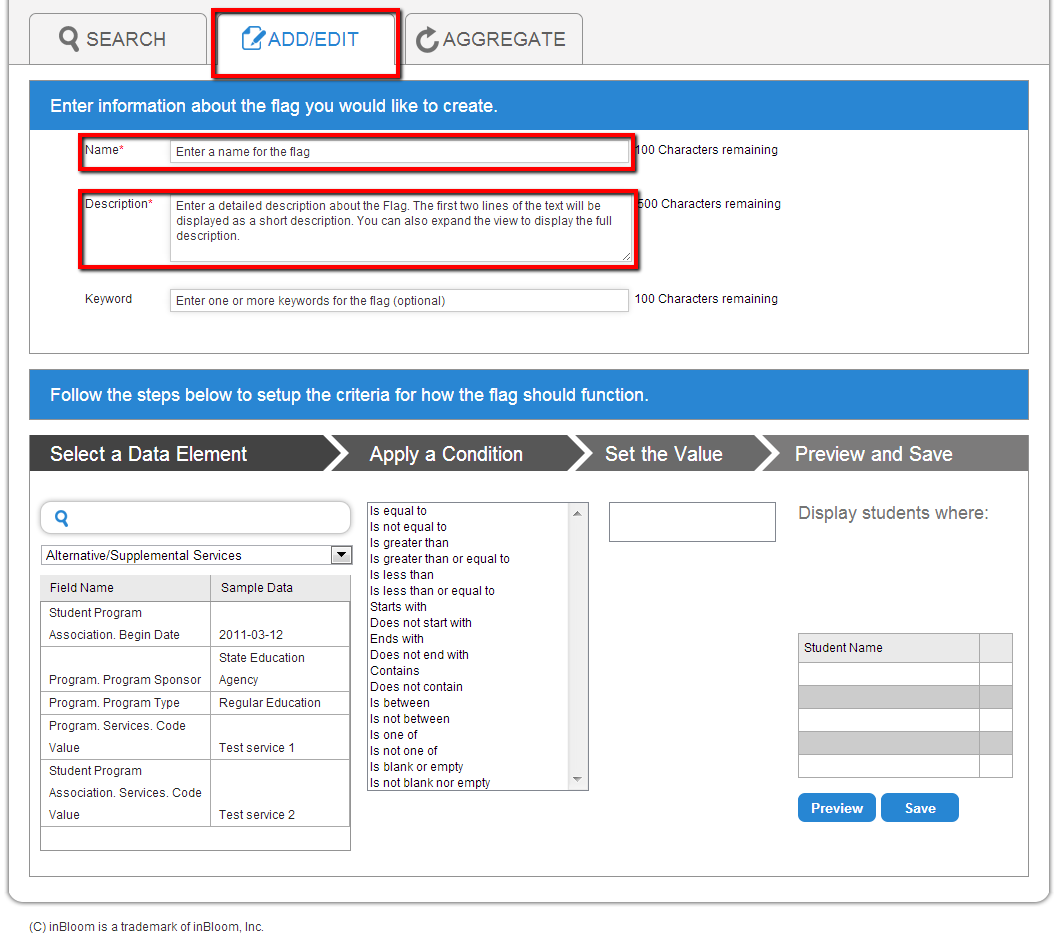 SEARCH
ADD/EDIT
AGGREGATE
Enter information about the flag you would like to create.
Name*
Enter a name for the flag
100 Characters remaining
Description*
Enter a detailed description about the Flag. The first two lines of the text will be
displayed as a short description. You can also expand the view to display the full
description.
500 Characters remaining
Keyword
Enter one or more keywords for the flag (optional)
100 Characters remaining
Follow the steps below to setup the criteria for how the flag should function.
Select a Data Element
Apply a Condition
Set the Value
Preview and Save
Alternative/Supplemental Services
Field Name
Sample Data
Student Program
Association. Begin Date
2011-03-12
Program. Program Sponsor
State Education
Agency
Program. Program Type
Regular Education
Program. Services. Code
Value
Test service 1
Student Program
Association. Services. Code
Value
Test service 2
Is equal to
Is not equal to
Is greater than
Is greater than or equal to
Is less than
Is less than or equal to
Starts with
Does not start with
Ends with
Does not end with
Contains
Does not contain
Is between
Is not between
Is one of
Is not one of
Is blank or empty
Is not blank nor empty
Display students where:
Student Name
Preview
Save
(C) inBloom is a trademark of inBloom, Inc.